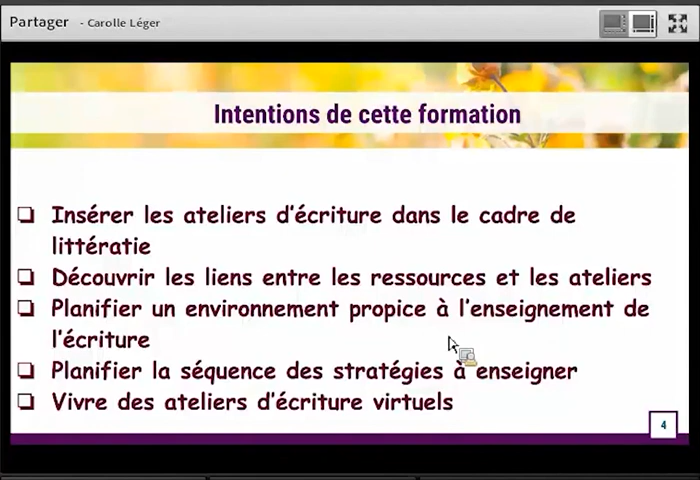 Partager - Carolle Léger
Intentions de cette formation
❏ Insérer les ateliers d'écriture dans le cadre de
littératie
❏ Découvrir les liens entre les ressources et les ateliers
❏ Planifier un environnement propice à l'enseignement de
l'écriture
❏ Planifier la séquence des stratégies à enseigner
❏ Vivre des ateliers d'écriture virtuels
4